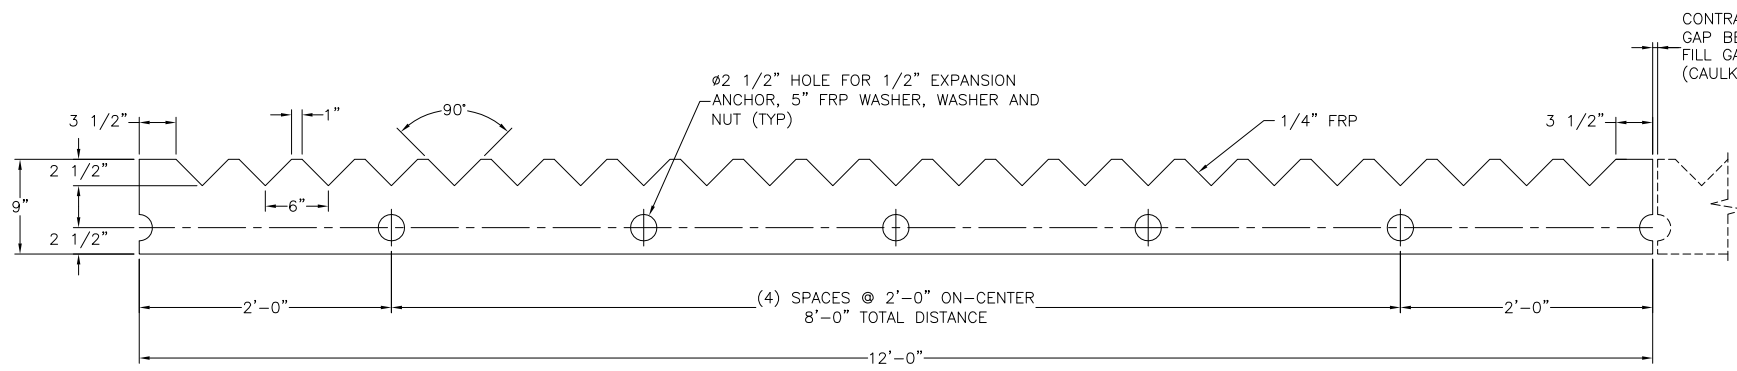 CONTRA
GAP BE
FILL GA
(CAULK
ø2 1/2" HOLE FOR 1/2" EXPANSION
ANCHOR, 5" FRP WASHER, WASHER AND
NUT (TYP)
3 1/2"
1"
90°
1/4" FRP
3 1/2"
2 1/2"
9"
6"
2 1/2"
2'-0"
(4) SPACES @ 2'-0" ON-CENTER
8'-0" TOTAL DISTANCE
2'-0"
12'-0"